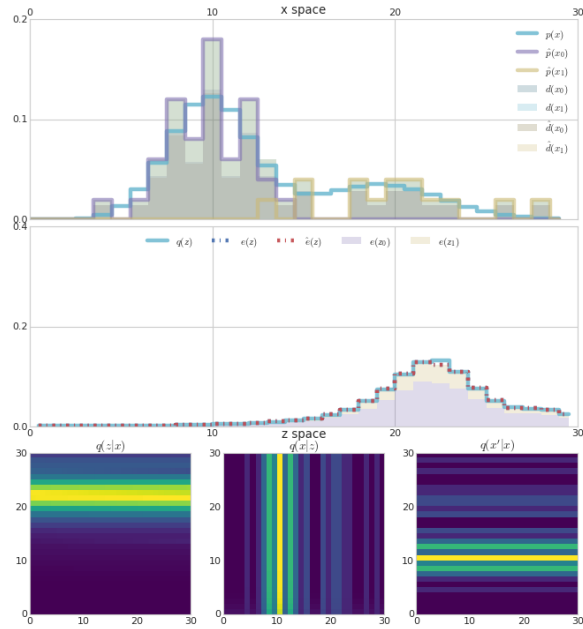 x space
0.2
0.1
0.0
0 10 20 30
p(x)
p̂(x₀)
p̂(x₁)
d(x₀)
d(x₁)
d̂(x₀)
d̂(x₁)
0.4
0.2
0.0
q(z) e(z) ê(z) e(z₀) e(z₁)
0 10 20 30
z space
q(z|x) q(x|z) q(x′|x)
30 30 30
20 20 20
10 10 10
0 0 0
0 10 20 30 0 10 20 30 0 10 20 30